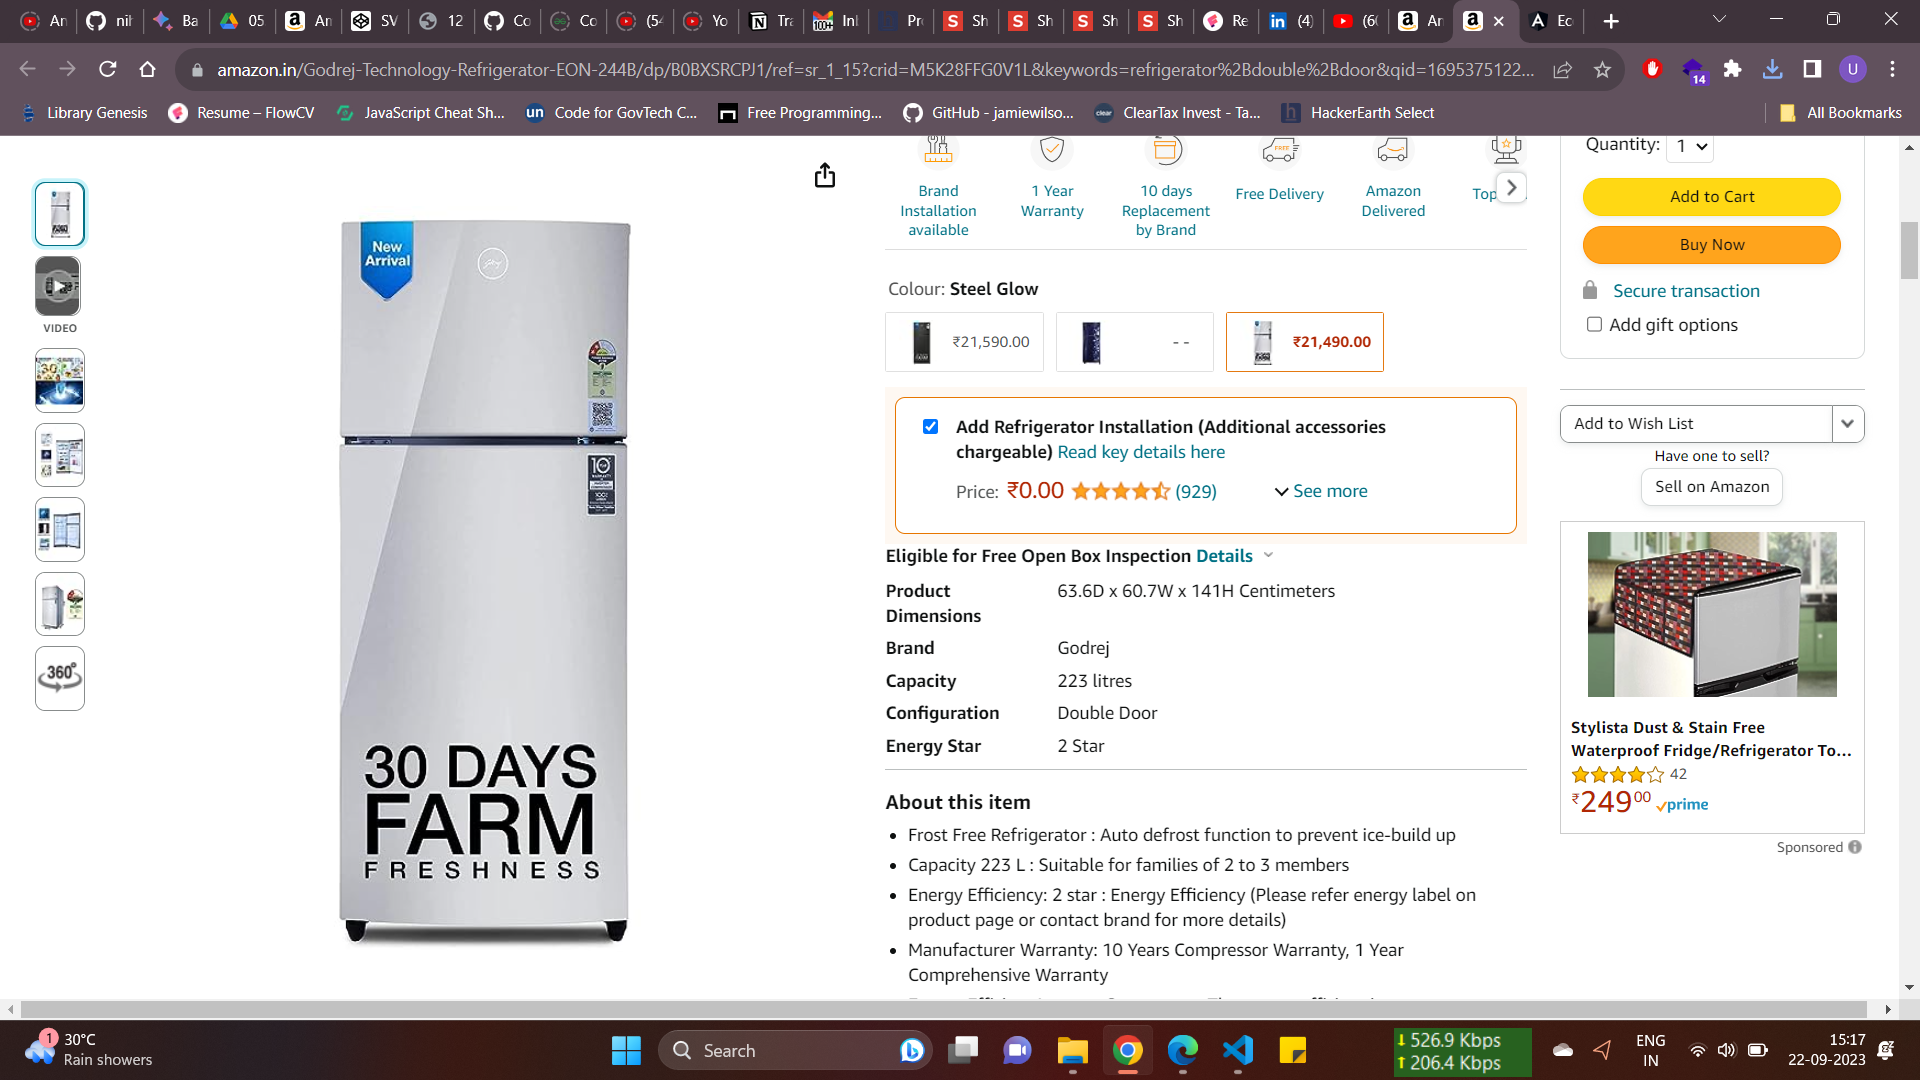 An
nih
Ba
05
An
SV
12
Co
Co
(54
Yo
Tra
Inl
Pr
Sh
Sh
Sh
Sh
Re
(4)
(60
An
An
Ec
amazon.in/Godrej-Technology-Refrigerator-EON-244B/dp/B0BXSRCPJ1/ref=sr_1_15?crid=M5K28FFG0V1L&keywords=refrigerator%2Bdouble%2Bdoor&qid=1695375122...
14
U
Library Genesis
Resume – FlowCV
JavaScript Cheat Sh...
Code for GovTech C...
Free Programming...
GitHub - jamiewilso...
ClearTax Invest - Ta...
HackerEarth Select
All Bookmarks
Brand Installation available
1 Year Warranty
10 days Replacement by Brand
Free Delivery
Amazon Delivered
Top
Quantity: 1
Add to Cart
Buy Now
Secure transaction
Add gift options
VIDEO
360°
New
Arrival
30 DAYS
FARM
FRESHNESS
Colour: Steel Glow
₹21,590.00
- -
₹21,490.00
Add Refrigerator Installation (Additional accessories
chargeable) Read key details here
Price: ₹0.00 (929) See more
Eligible for Free Open Box Inspection Details
Product Dimensions 63.6D x 60.7W x 141H Centimeters
Brand Godrej
Capacity 223 litres
Configuration Double Door
Energy Star 2 Star
About this item
• Frost Free Refrigerator : Auto defrost function to prevent ice-build up
• Capacity 223 L : Suitable for families of 2 to 3 members
• Energy Efficiency: 2 star : Energy Efficiency (Please refer energy label on
product page or contact brand for more details)
• Manufacturer Warranty: 10 Years Compressor Warranty, 1 Year
Comprehensive Warranty
Add to Wish List
Have one to sell?
Sell on Amazon
Stylista Dust & Stain Free
Waterproof Fridge/Refrigerator To...
42
₹24900 prime
Sponsored
1
30°C
Rain showers
Search
526.9 Kbps
206.4 Kbps
ENG
IN
15:17
22-09-2023